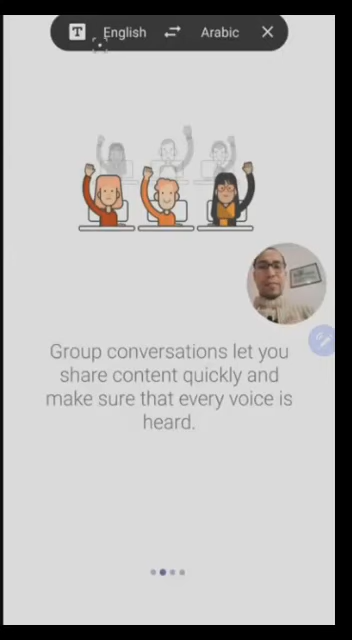 T English Arabic
Group conversations let you
share content quickly and
make sure that every voice is
heard.